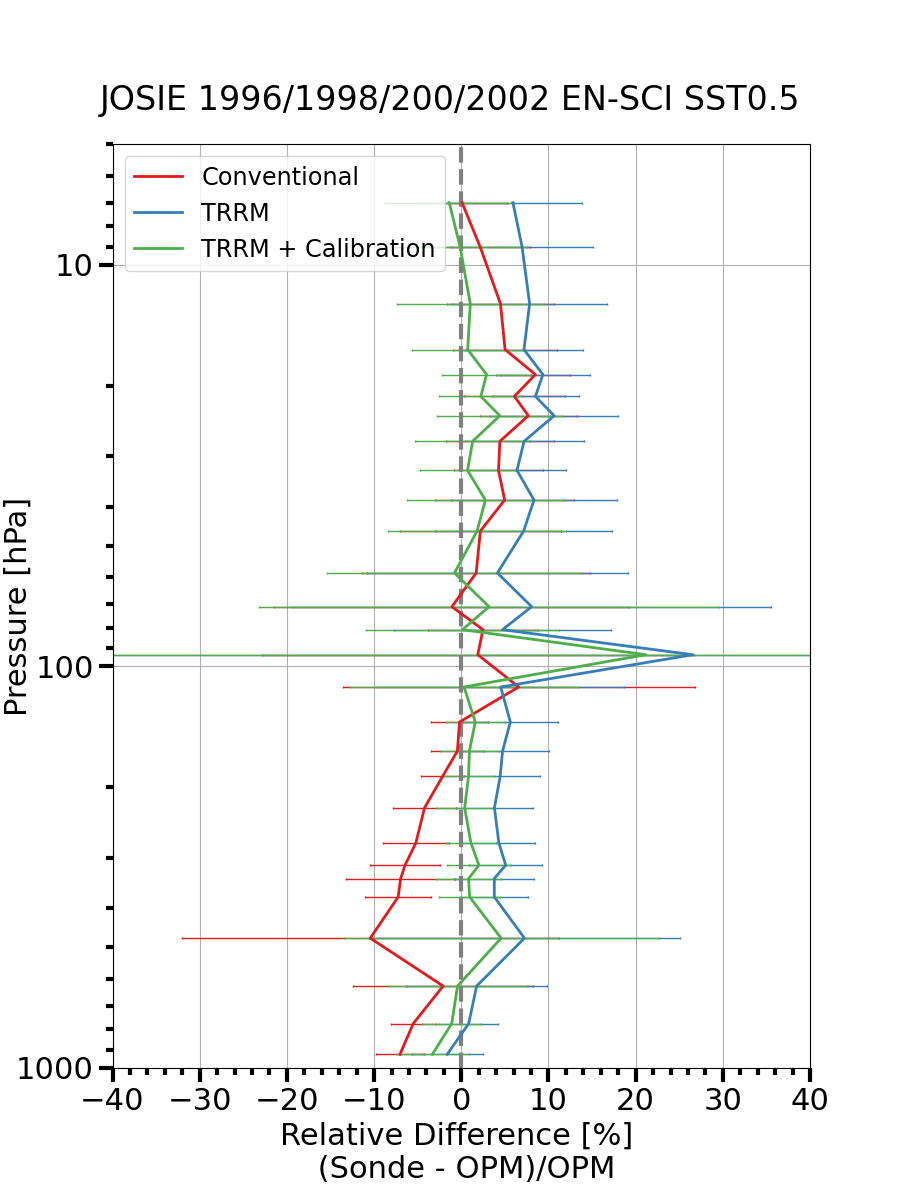 JOSIE 1996/1998/200/2002 EN-SCI SST0.5
Conventional
TRRM
TRRM + Calibration
10
100
1000
Pressure [hPa]
−40 −30 −20 −10 0 10 20 30 40
Relative Difference [%]
(Sonde - OPM)/OPM